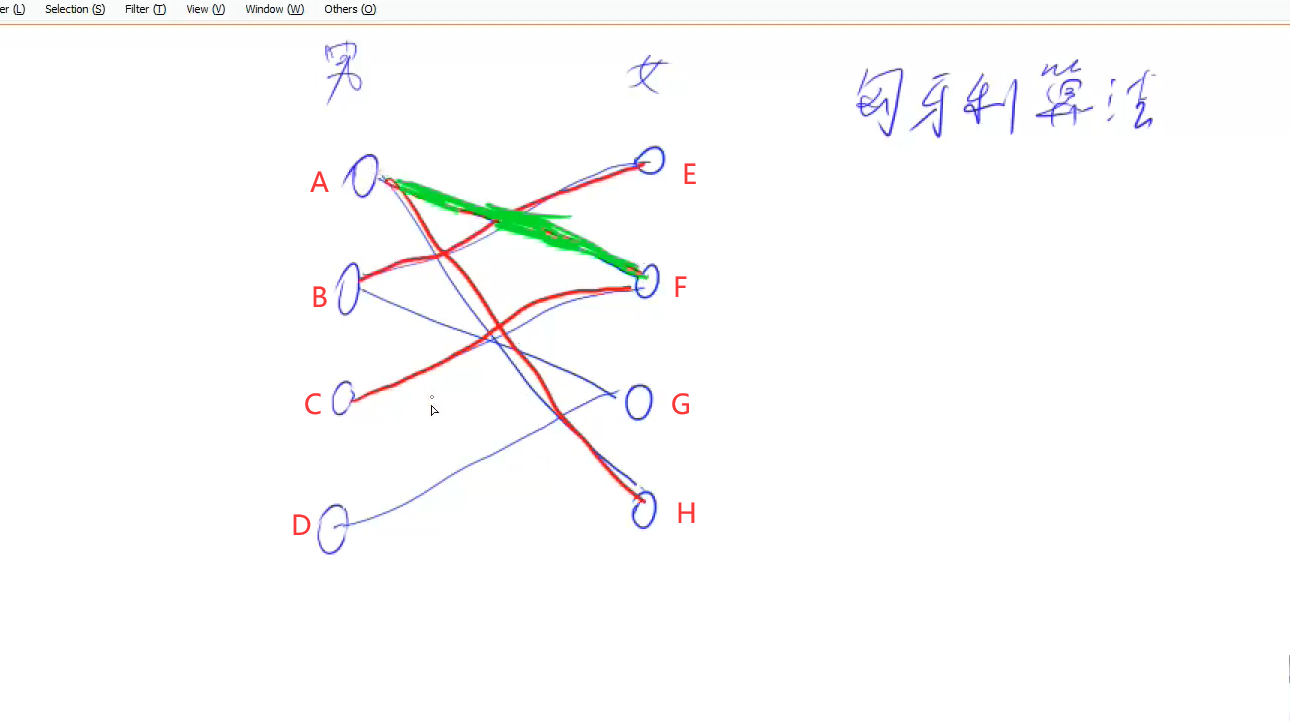 er (L) Selection (S) Filter (T) View (V) Window (W) Others (O)
男 女
匈牙利算法
A E
B F
C G
D H